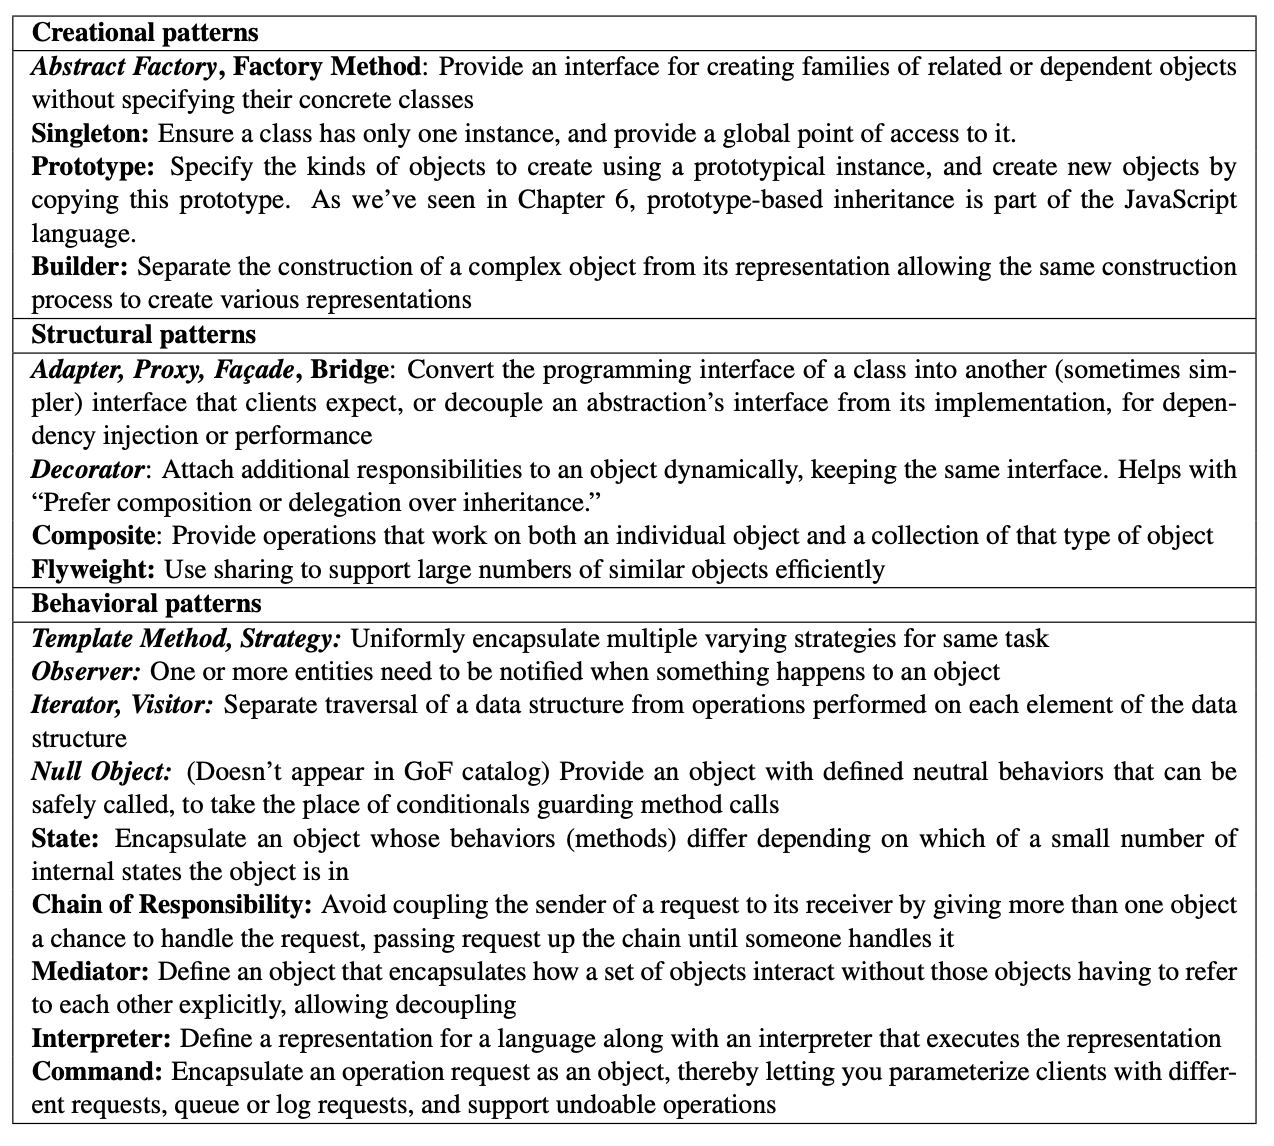 Creational patterns
Abstract Factory, Factory Method: Provide an interface for creating families of related or dependent objects
without specifying their concrete classes
Singleton: Ensure a class has only one instance, and provide a global point of access to it.
Prototype: Specify the kinds of objects to create using a prototypical instance, and create new objects by
copying this prototype. As we’ve seen in Chapter 6, prototype-based inheritance is part of the JavaScript
language.
Builder: Separate the construction of a complex object from its representation allowing the same construction
process to create various representations
Structural patterns
Adapter, Proxy, Façade, Bridge: Convert the programming interface of a class into another (sometimes sim-
pler) interface that clients expect, or decouple an abstraction’s interface from its implementation, for depen-
dency injection or performance
Decorator: Attach additional responsibilities to an object dynamically, keeping the same interface. Helps with
“Prefer composition or delegation over inheritance.”
Composite: Provide operations that work on both an individual object and a collection of that type of object
Flyweight: Use sharing to support large numbers of similar objects efficiently
Behavioral patterns
Template Method, Strategy: Uniformly encapsulate multiple varying strategies for same task
Observer: One or more entities need to be notified when something happens to an object
Iterator, Visitor: Separate traversal of a data structure from operations performed on each element of the data
structure
Null Object: (Doesn’t appear in GoF catalog) Provide an object with defined neutral behaviors that can be
safely called, to take the place of conditionals guarding method calls
State: Encapsulate an object whose behaviors (methods) differ depending on which of a small number of
internal states the object is in
Chain of Responsibility: Avoid coupling the sender of a request to its receiver by giving more than one object
a chance to handle the request, passing request up the chain until someone handles it
Mediator: Define an object that encapsulates how a set of objects interact without those objects having to refer
to each other explicitly, allowing decoupling
Interpreter: Define a representation for a language along with an interpreter that executes the representation
Command: Encapsulate an operation request as an object, thereby letting you parameterize clients with differ-
ent requests, queue or log requests, and support undoable operations